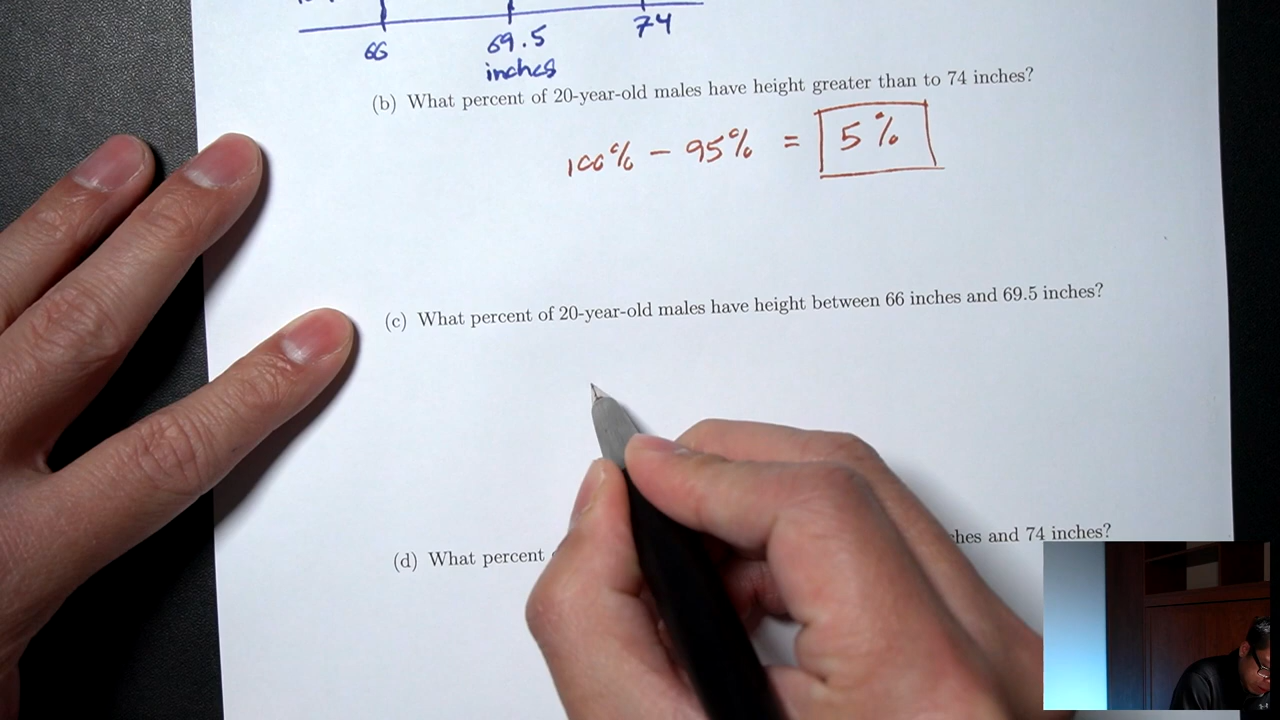 66
69.5
74
inches
(b) What percent of 20-year-old males have height greater than to 74 inches?
100% - 95% = 5%
(c) What percent of 20-year-old males have height between 66 inches and 69.5 inches?
(d) What percent and 74 inches?